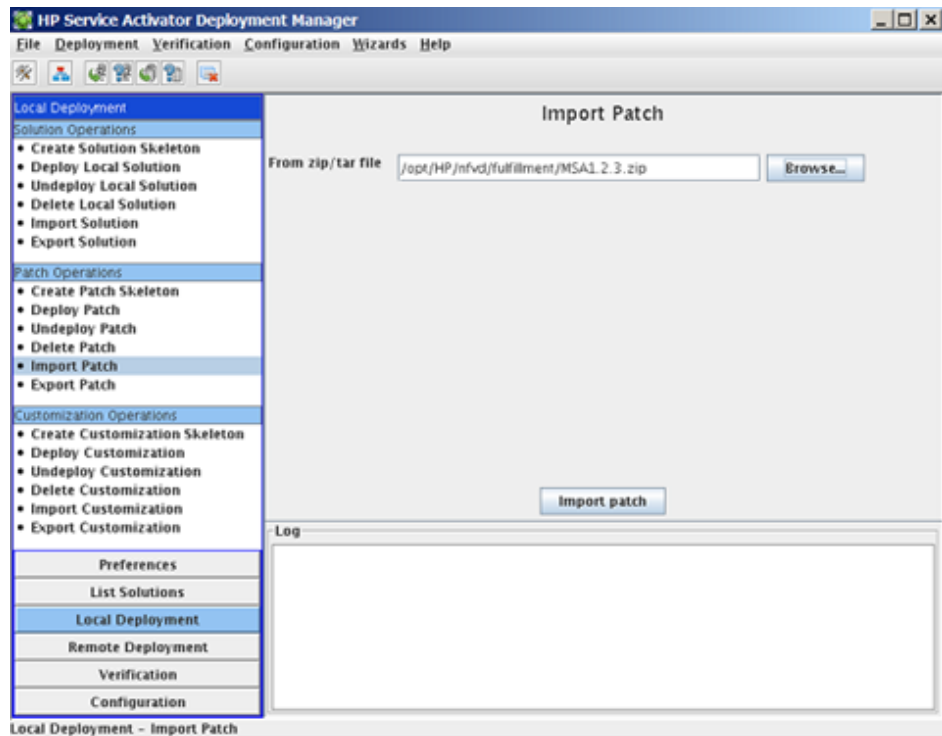 HP Service Activator Deployment Manager
File Deployment Verification Configuration Wizards Help
Local Deployment
Solution Operations
• Create Solution Skeleton
• Deploy Local Solution
• Undeploy Local Solution
• Delete Local Solution
• Import Solution
• Export Solution
Patch Operations
• Create Patch Skeleton
• Deploy Patch
• Undeploy Patch
• Delete Patch
• Import Patch
• Export Patch
Customization Operations
• Create Customization Skeleton
• Deploy Customization
• Undeploy Customization
• Delete Customization
• Import Customization
• Export Customization
Preferences
List Solutions
Local Deployment
Remote Deployment
Verification
Configuration
Import Patch
From zip/tar file /opt/HP/nfvd/fulfillment/MSA1.2.3.zip Browse...
Import patch
Log
Local Deployment - Import Patch